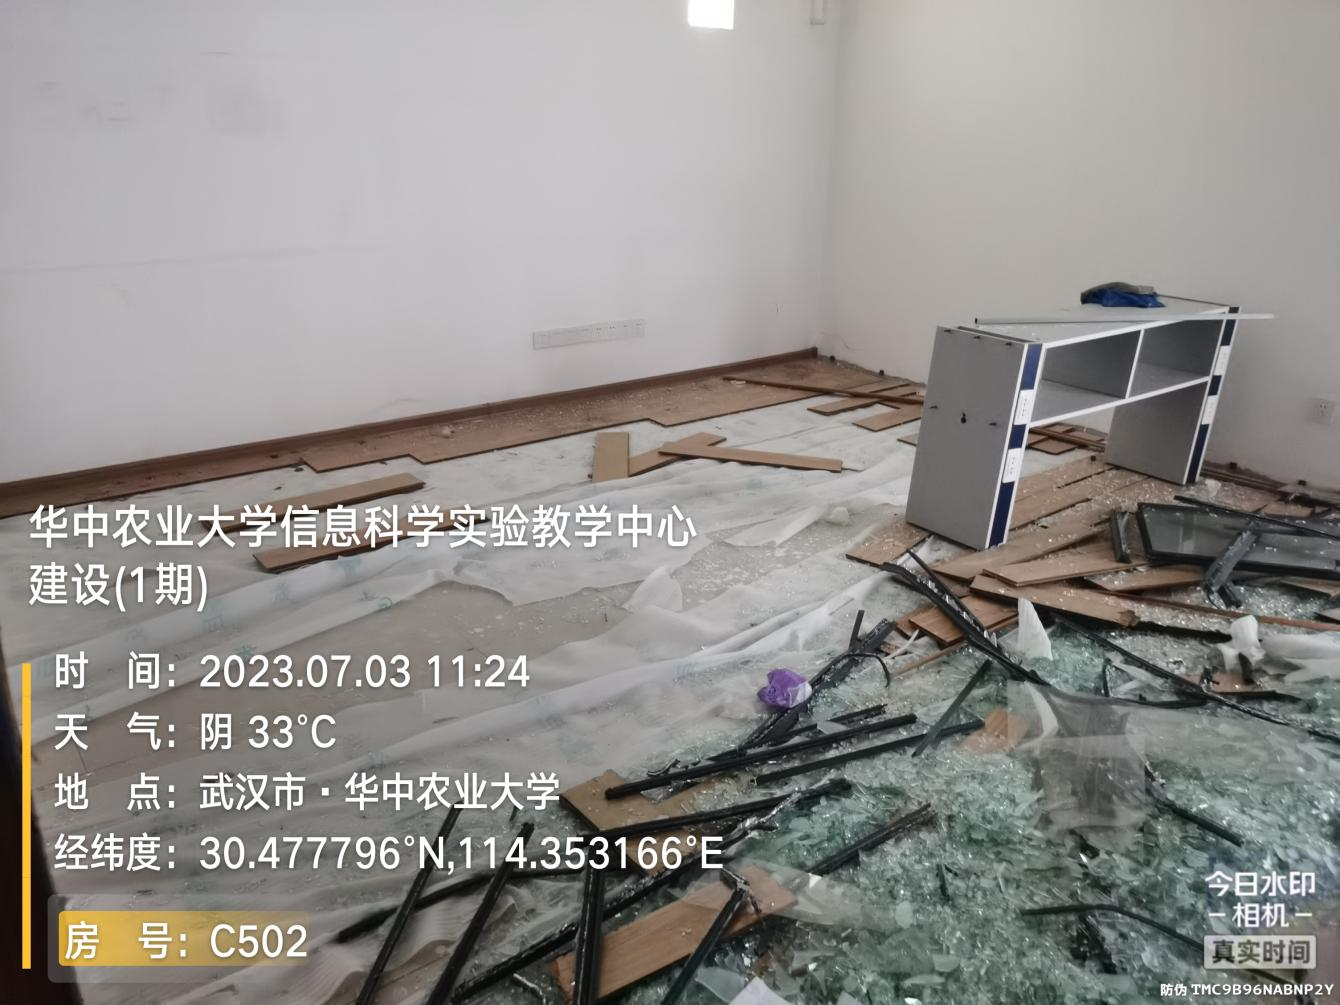 华中农业大学信息科学实验教学中心
建设(1期)
时 间：2023.07.03 11:24
天 气：阴 33°C
地 点：武汉市·华中农业大学
经纬度：30.477796°N,114.353166°E
房 号：C502
今日水印
相机
真实时间
防伪 TMC9B96NABNP2Y